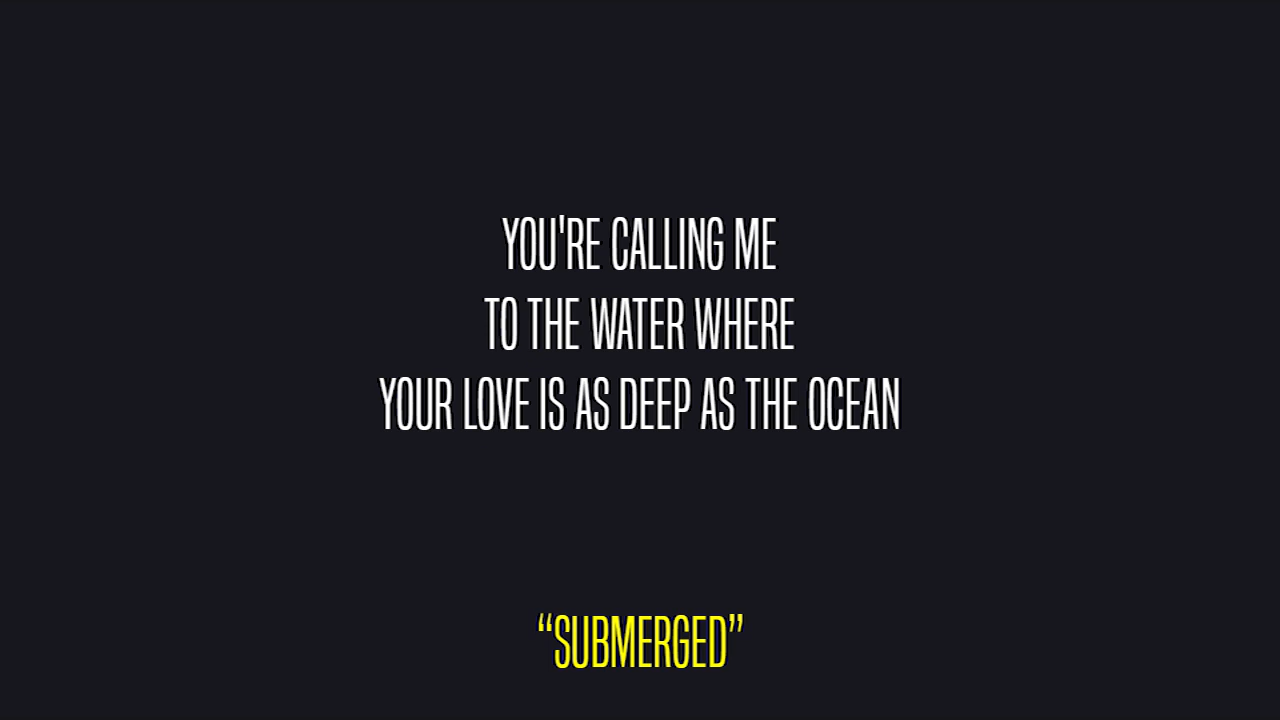 YOU'RE CALLING ME
TO THE WATER WHERE
YOUR LOVE IS AS DEEP AS THE OCEAN
“SUBMERGED”